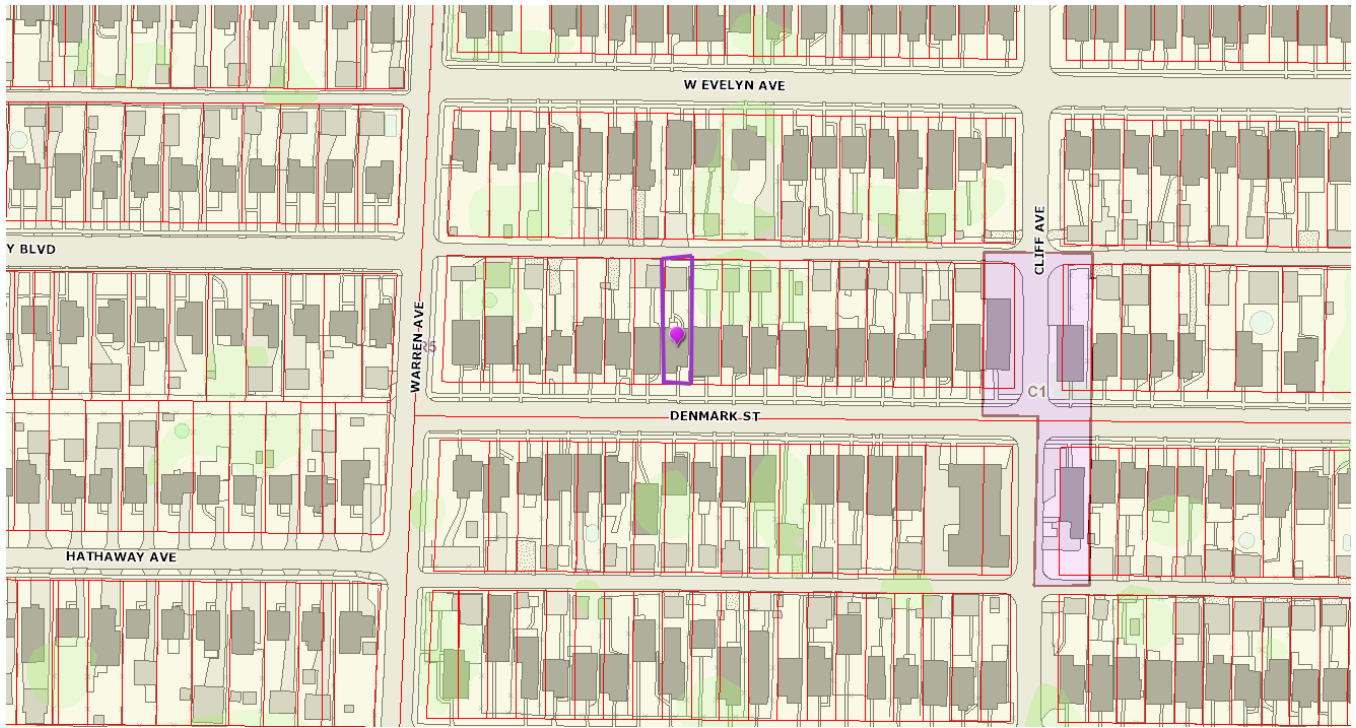 W EVELYN AVE
CLIFF AVE
Y BLVD
WARREN AVE
R5
C1
DENMARK ST
HATHAWAY AVE